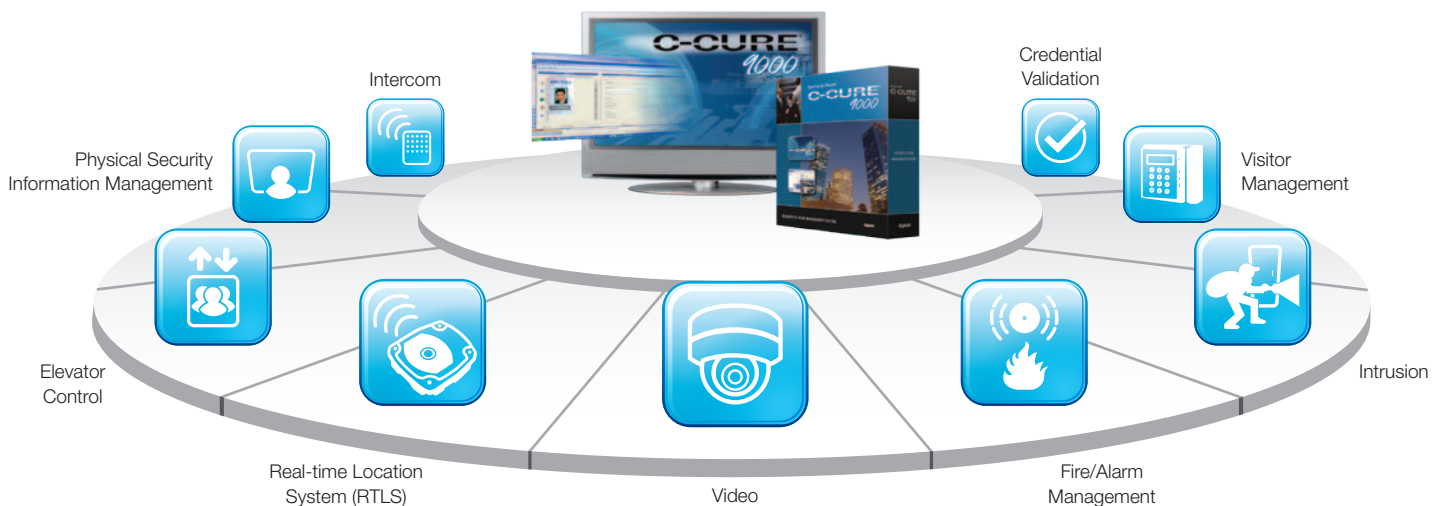 C-CURE
9000
C-CURE
9000
C-CURE
Intercom
Credential
Validation
Physical Security
Information Management
Visitor
Management
Elevator
Control
Intrusion
Real-time Location
System (RTLS)
Video
Fire/Alarm
Management